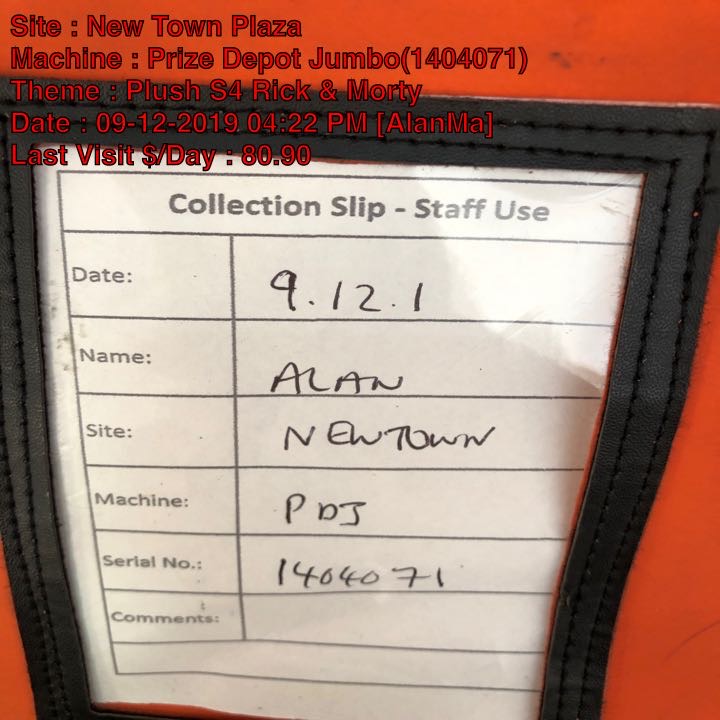 Site : New Town Plaza
Machine : Prize Depot Jumbo(1404071)
Theme : Plush S4 Rick & Morty
Date : 09-12-2019 04:22 PM [AlanMa]
Last Visit $/Day : 80.90
Collection Slip - Staff Use
Date: 9.12.1
Name: ALAN
Site: NEWTOWN
Machine: PDJ
Serial No.: 1404071
Comments: